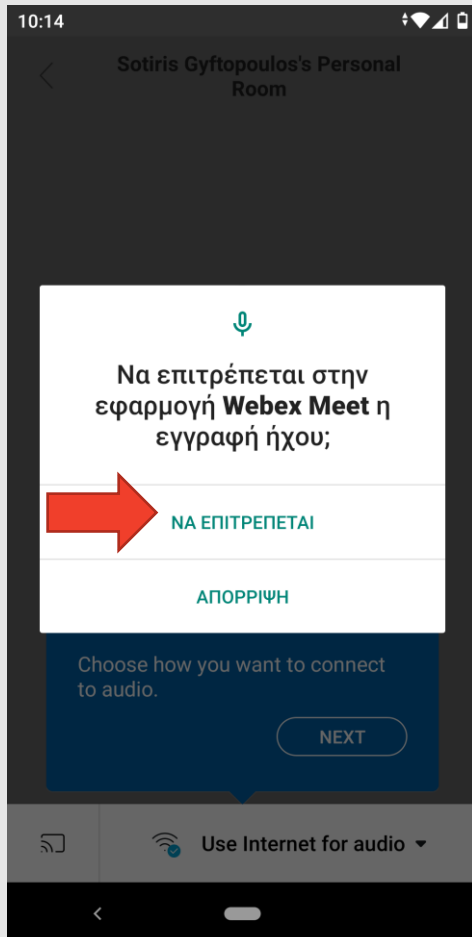 10:14
Sotiris Gyftopoulos's Personal
Room
Να επιτρέπεται στην
εφαρμογή Webex Meet η
εγγραφή ήχου;
ΝΑ ΕΠΙΤΡΕΠΕΤΑΙ
ΑΠΟΡΡΙΨΗ
Choose how you want to connect
to audio.
NEXT
Use Internet for audio